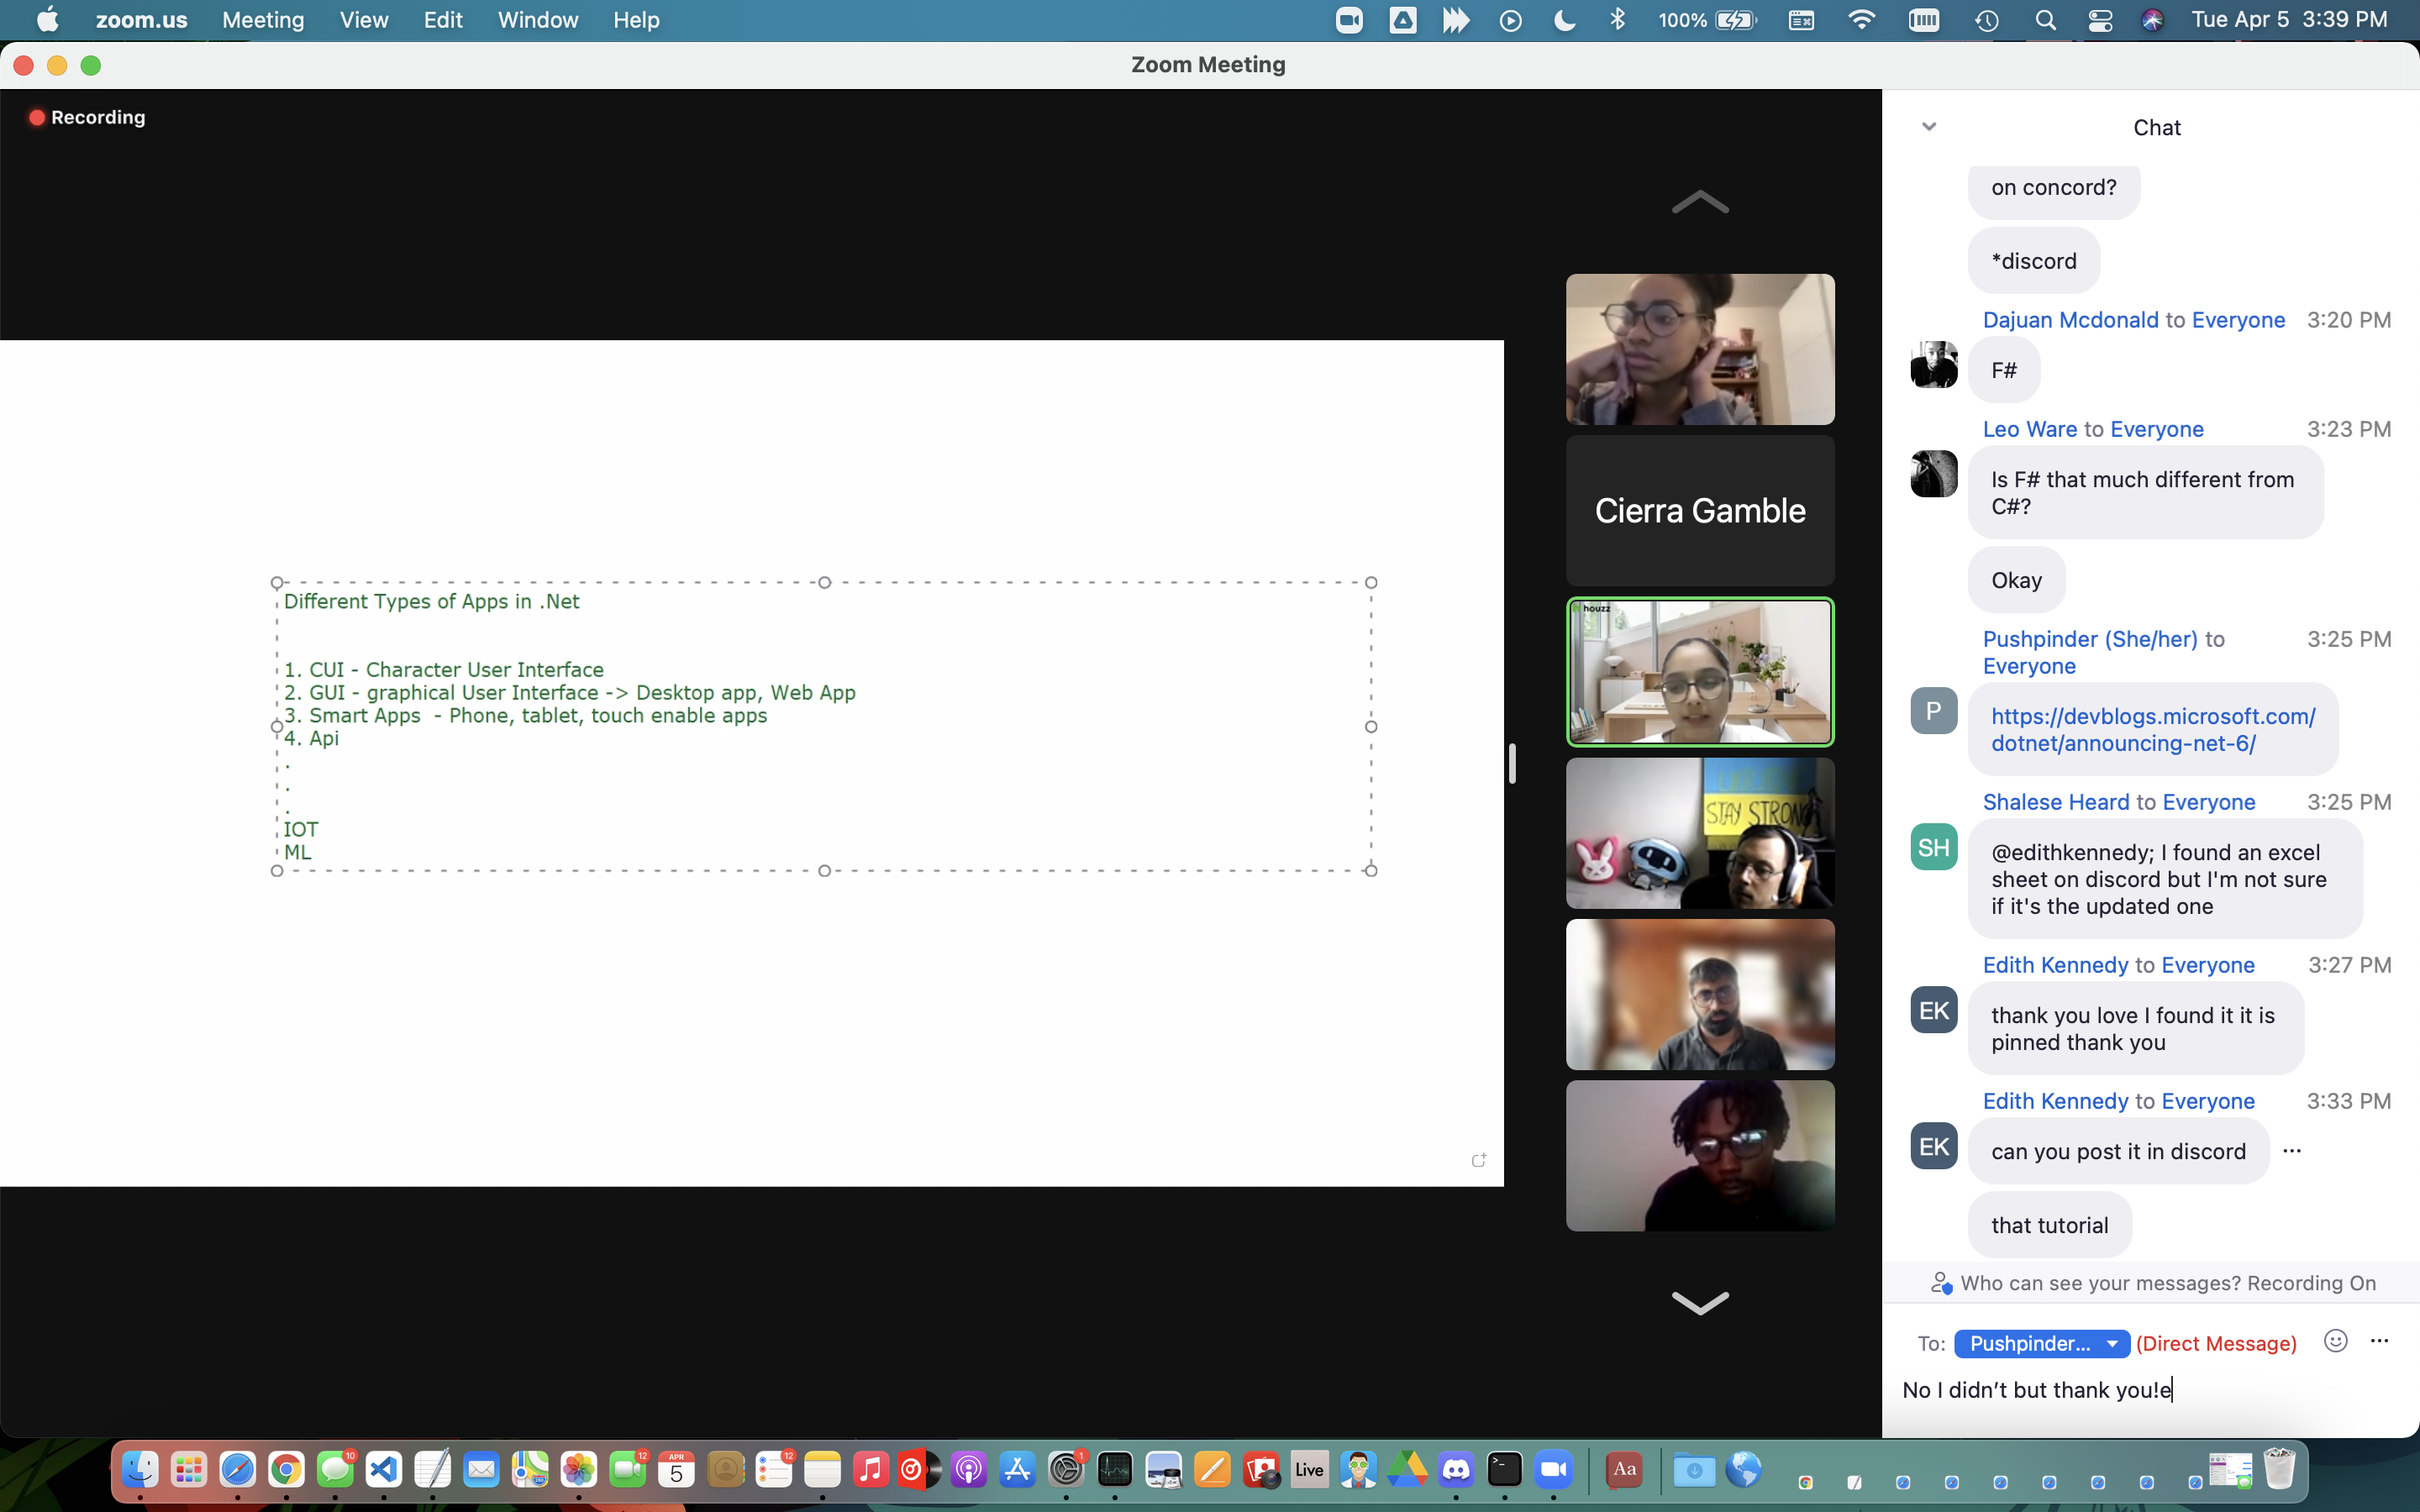 zoom.us Meeting View Edit Window Help 100% Tue Apr 5 3:39 PM
Zoom Meeting
Recording
Different Types of Apps in .Net
1. CUI - Character User Interface
2. GUI - graphical User Interface -> Desktop app, Web App
3. Smart Apps - Phone, tablet, touch enable apps
4. Api
.
.
.
IOT
ML
Cierra Gamble
houzz
STAY STRONG
Chat
on concord?
*discord
Dajuan Mcdonald to Everyone 3:20 PM
F#
Leo Ware to Everyone 3:23 PM
Is F# that much different from
C#?
Okay
Pushpinder (She/her) to 3:25 PM
Everyone
P
https://devblogs.microsoft.com/
dotnet/announcing-net-6/
Shalese Heard to Everyone 3:25 PM
SH
@edithkennedy; I found an excel
sheet on discord but I'm not sure
if it's the updated one
Edith Kennedy to Everyone 3:27 PM
EK
thank you love I found it it is
pinned thank you
Edith Kennedy to Everyone 3:33 PM
EK
can you post it in discord ...
that tutorial
Who can see your messages? Recording On
To: Pushpinder... (Direct Message) ...
No I didn’t but thank you!e
10 12 APR 5 12 1 Live >_ Aa